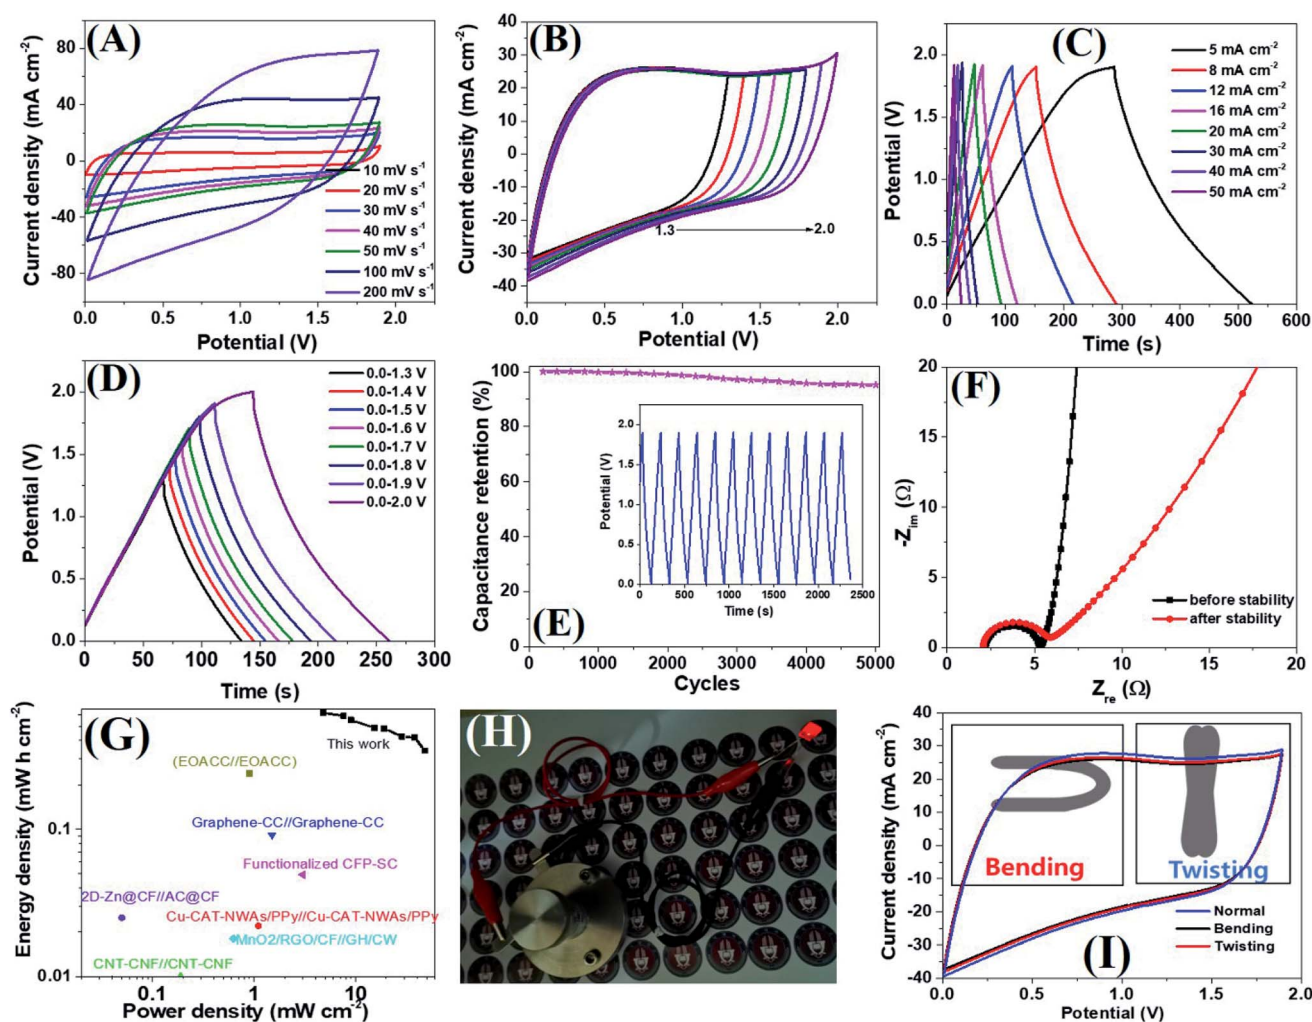 (A)
80
40
0
-40
-80
Current density (mA cm-2)
0.0 0.5 1.0 1.5 2.0
Potential (V)
10 mV s-1
20 mV s-1
30 mV s-1
40 mV s-1
50 mV s-1
100 mV s-1
200 mV s-1
(B)
40
30
20
10
0
-10
-20
-30
-40
Current density (mA cm-2)
1.3 2.0
0.0 0.5 1.0 1.5 2.0
Potential (V)
(C)
2.0
1.5
1.0
0.5
0.0
Potential (V)
5 mA cm-2
8 mA cm-2
12 mA cm-2
16 mA cm-2
20 mA cm-2
30 mA cm-2
40 mA cm-2
50 mA cm-2
0 100 200 300 400 500 600
Time (s)
(D)
2.0
1.5
1.0
0.5
0.0
Potential (V)
0.0-1.3 V
0.0-1.4 V
0.0-1.5 V
0.0-1.6 V
0.0-1.7 V
0.0-1.8 V
0.0-1.9 V
0.0-2.0 V
0 50 100 150 200 250 300
Time (s)
(E)
100
80
60
40
20
0
Capacitance retention (%)
2.0
1.5
1.0
0.5
0.0
Potential (V)
0 500 1000 1500 2000 2500
Time (s)
0 1000 2000 3000 4000 5000
Cycles
(F)
20
15
10
5
0
-Zim (Ω)
before stability
after stability
0 5 10 15 20
Zre (Ω)
(G)
0.1
0.01
Energy density (mW h cm-2)
This work
(EOACC//EOACC)
Graphene-CC//Graphene-CC
Functionalized CFP-SC
2D-Zn@CF//AC@CF
Cu-CAT-NWAs/PPy//Cu-CAT-NWAs/PPy
MnO2/RGO/CF//GH/CW
CNT-CNF//CNT-CNF
0.1 1 10
Power density (mW cm-2)
(H)
(I)
40
30
20
10
0
-10
-20
-30
-40
Current density (mA cm-2)
Bending
Twisting
Normal
Bending
Twisting
0.0 0.5 1.0 1.5 2.0
Potential (V)